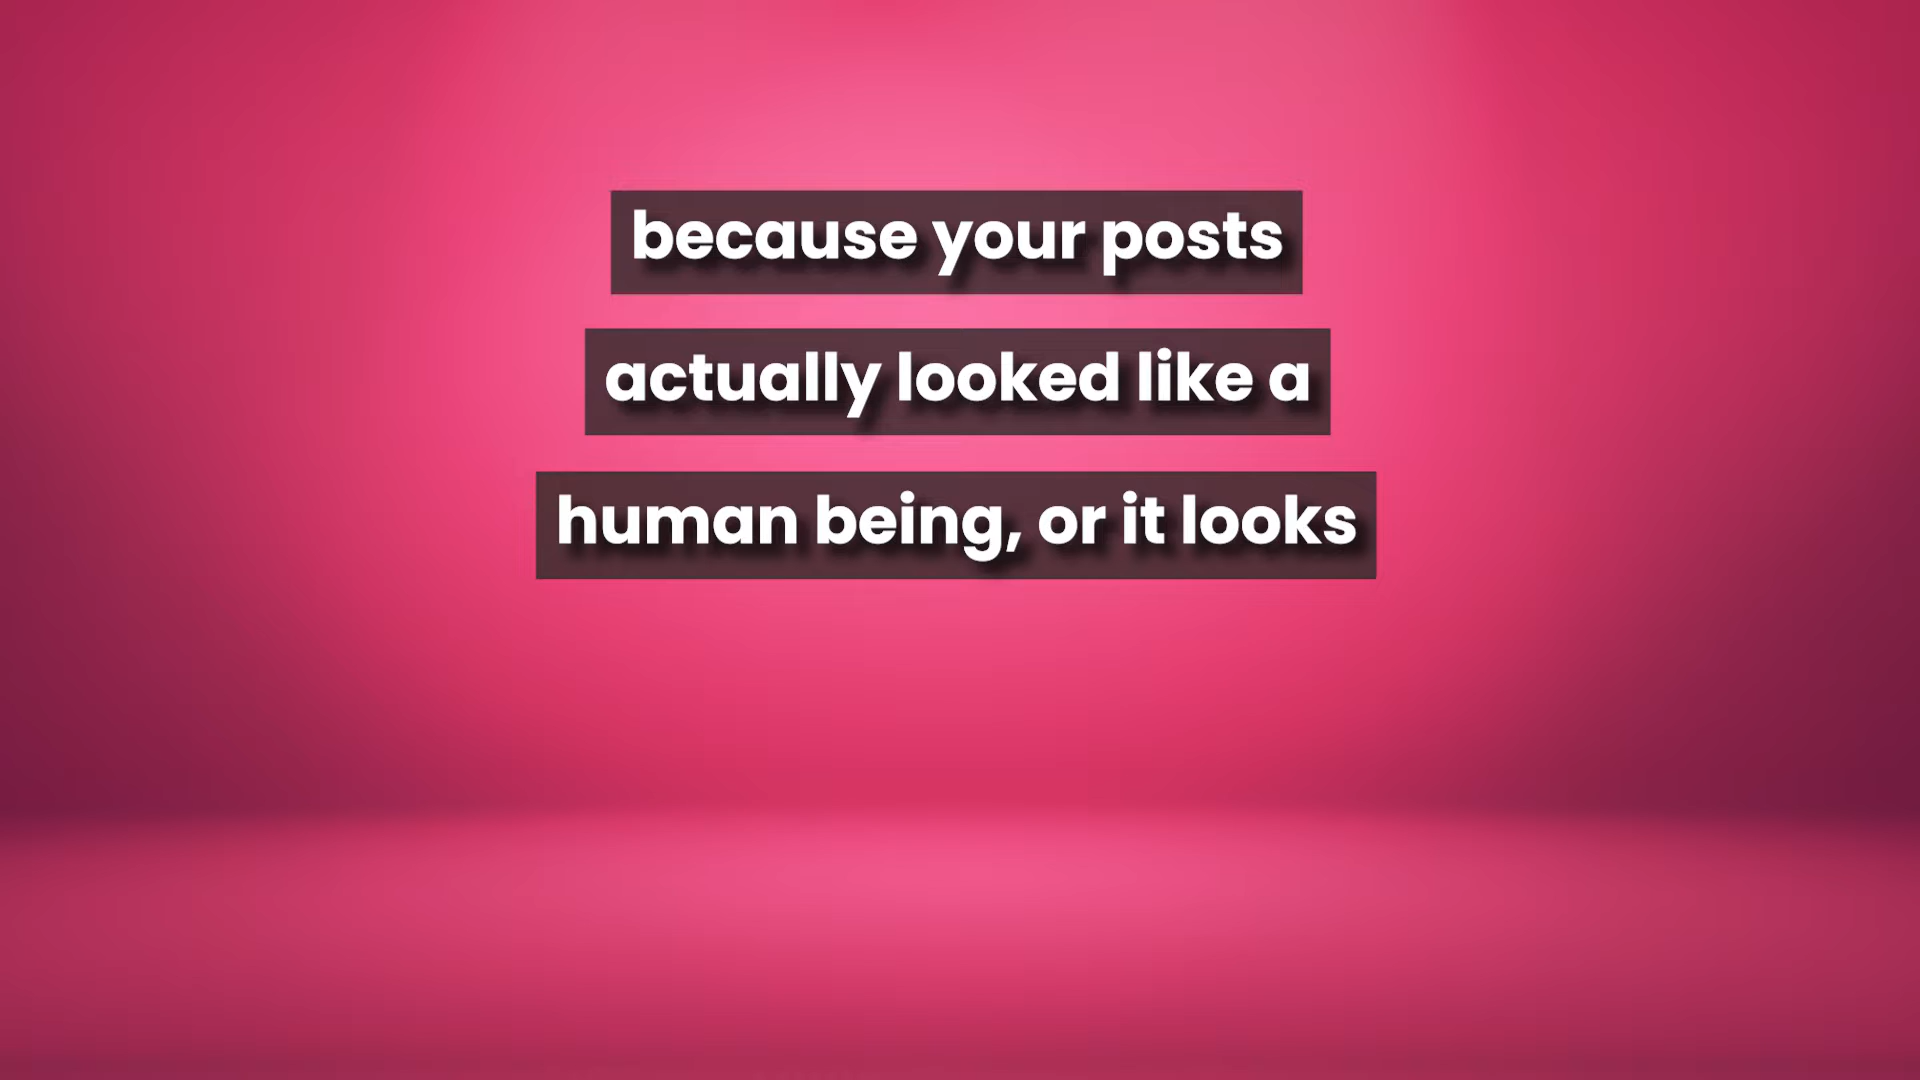 because your posts
actually looked like a
human being, or it looks